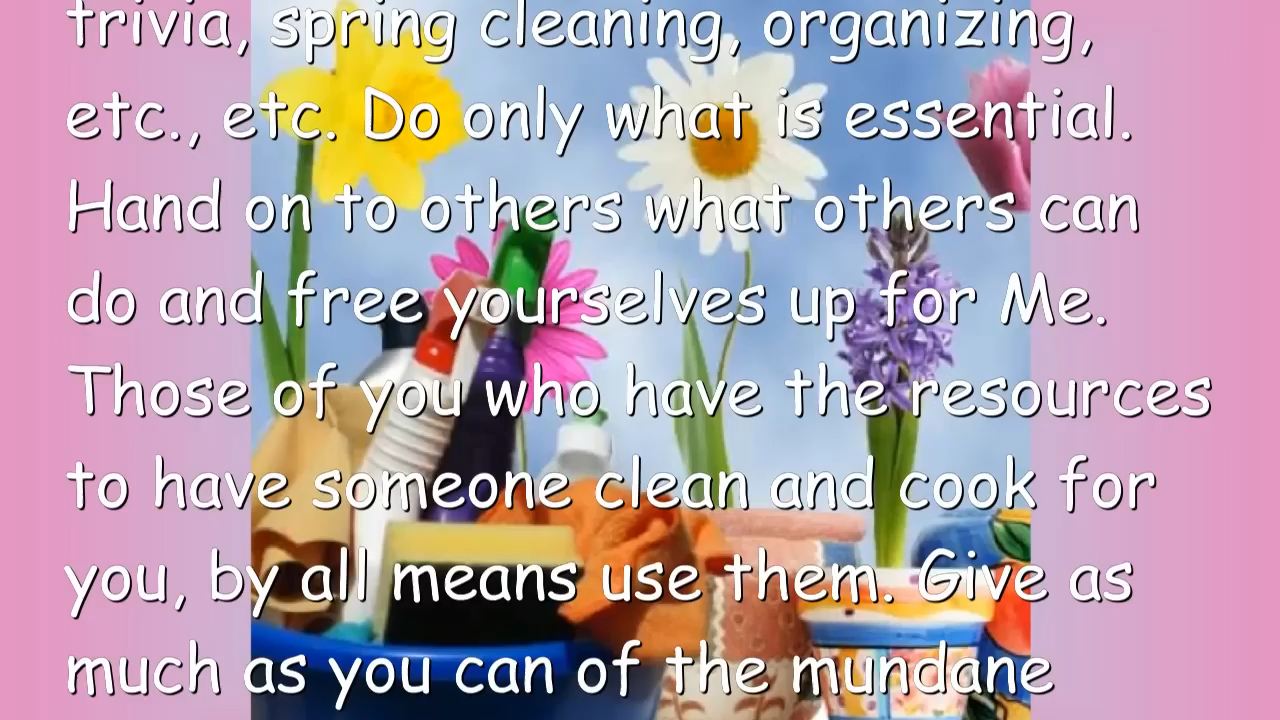 trivia, spring cleaning, organizing,
etc., etc. Do only what is essential.
Hand on to others what others can
do and free yourselves up for Me.
Those of you who have the resources
to have someone clean and cook for
you, by all means use them. Give as
much as you can of the mundane